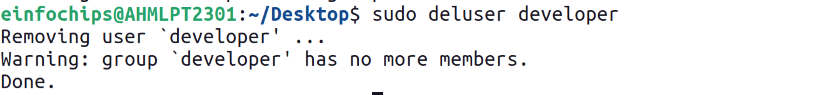 einfochips@AHMLPT2301:~/Desktop$ sudo deluser developer
Removing user `developer' ...
Warning: group `developer' has no more members.
Done.